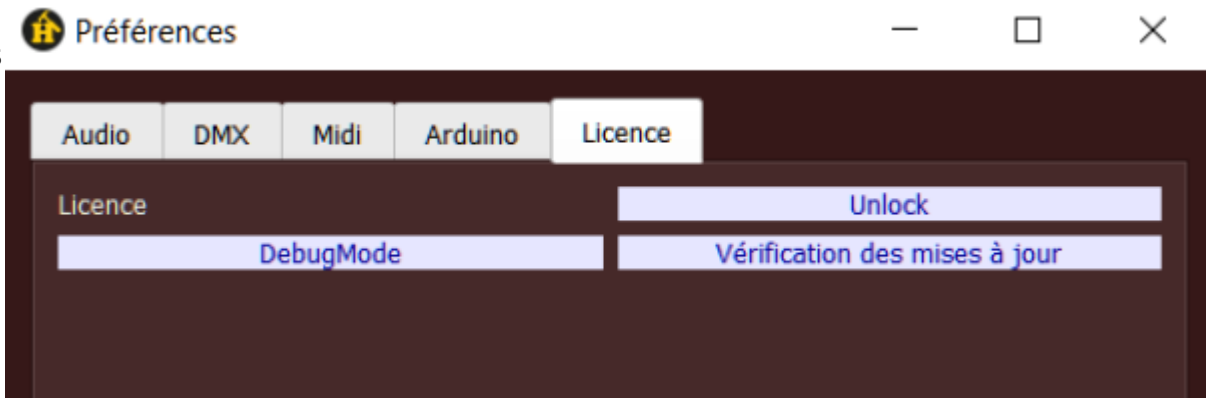 Préférences
Audio DMX Midi Arduino Licence
Licence Unlock
DebugMode Vérification des mises à jour